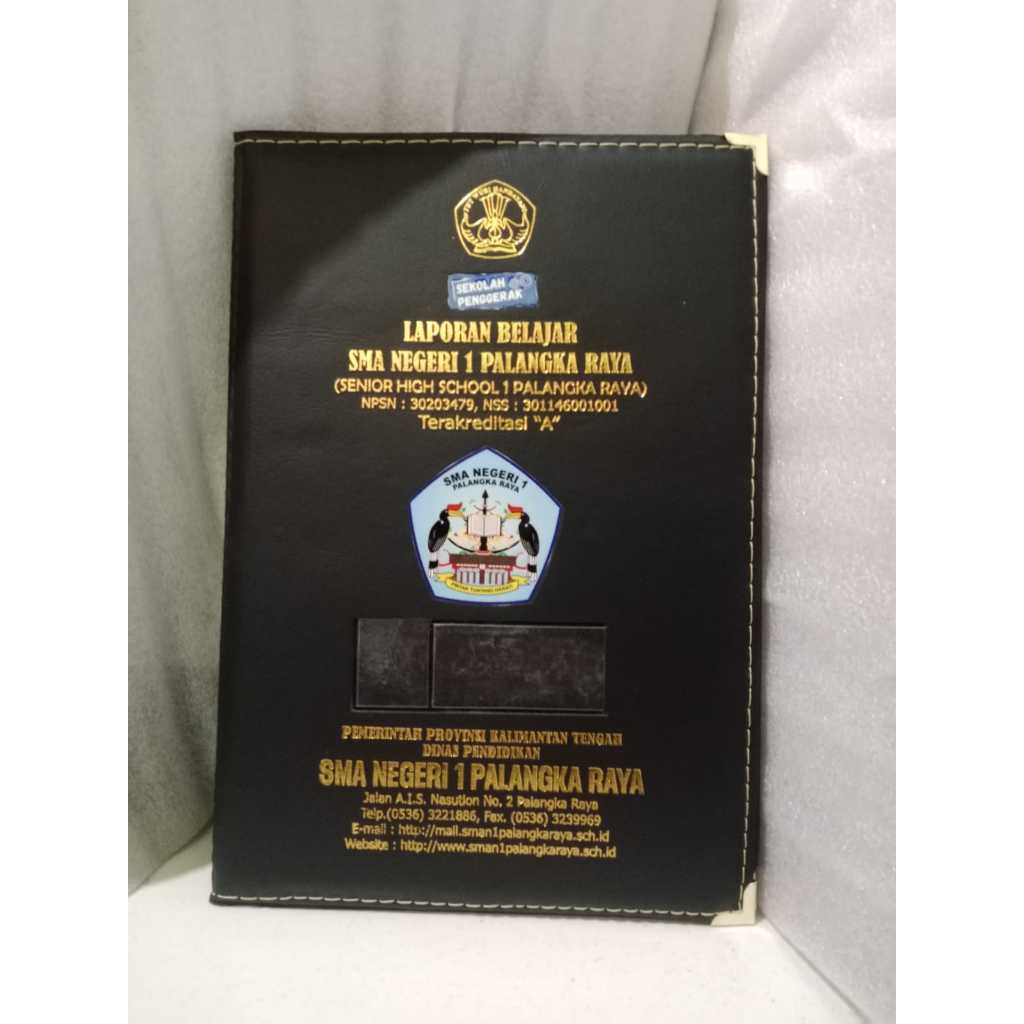 TUT WURI HANDAYANI
SEKOLAH
PENGGERAK
LAPORAN BELAJAR
SMA NEGERI 1 PALANGKA RAYA
(SENIOR HIGH SCHOOL 1 PALANGKA RAYA)
NPSN : 30203479, NSS : 301146001001
Terakreditasi "A"
SMA NEGERI 1
PALANGKA RAYA
PEMERINTAH PROVINSI KALIMANTAN TENGAH
DINAS PENDIDIKAN
SMA NEGERI 1 PALANGKA RAYA
Jalan A.I.S. Nasution No. 2 Palangka Raya
Telp.(0536) 3221886, Fax. (0536) 3239969
E-mail : http://mail.sman1palangkaraya.sch.id
Website : http://www.sman1palangkaraya.sch.id